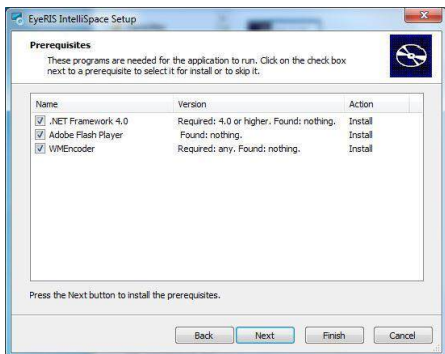 EyeRIS IntelliSpace Setup
Prerequisites
These programs are needed for the application to run. Click on the check box
next to a prerequisite to select it for install or to skip it.
Name Version Action
.NET Framework 4.0 Required: 4.0 or higher. Found: nothing. Install
Adobe Flash Player Found: nothing. Install
WMEncoder Required: any. Found: nothing. Install
Press the Next button to install the prerequisites.
Back Next Finish Cancel